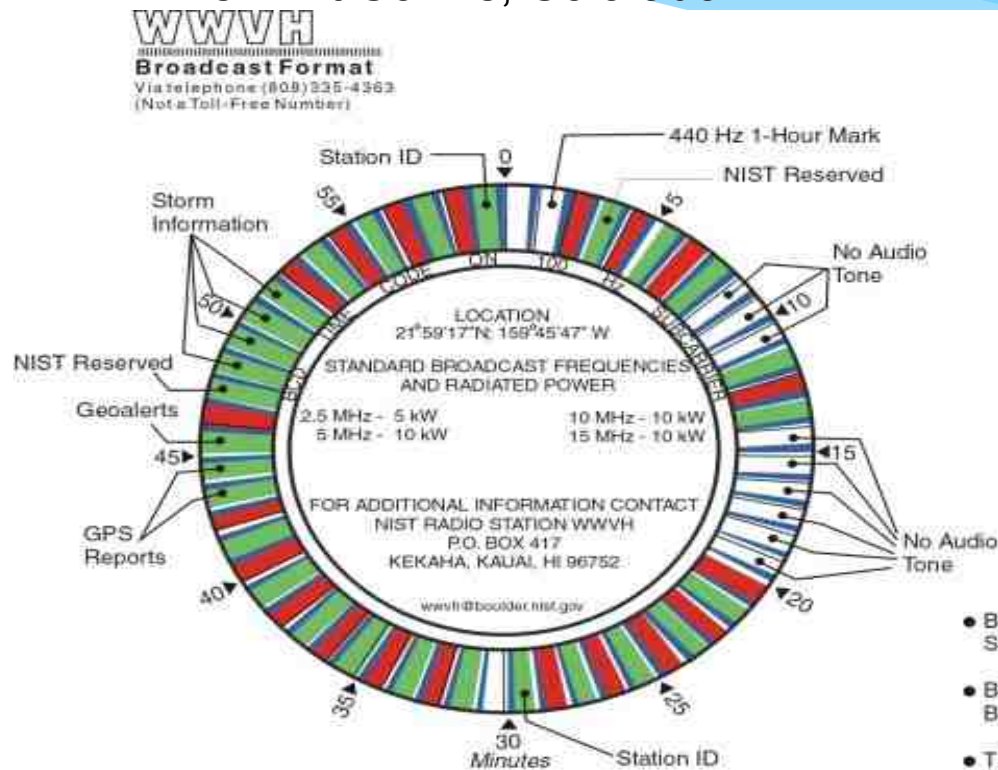 WWVH
Broadcast Format
Via telephone (808) 335-4363
(Not a Toll-Free Number)
440 Hz 1-Hour Mark
Station ID
0
NIST Reserved
55
5
Storm
Information
No Audio
Tone
50
10
BCD TIME CODE ON 100 Hz SUBCARRIER
LOCATION
21°59'17"N; 159°45'47" W
STANDARD BROADCAST FREQUENCIES
AND RADIATED POWER
2.5 MHz - 5 kW
10 MHz - 10 kW
5 MHz - 10 kW
15 MHz - 10 kW
NIST Reserved
Geoalerts
45
15
GPS
Reports
FOR ADDITIONAL INFORMATION CONTACT
NIST RADIO STATION WWVH
P.O. BOX 417
KEKAHA, KAUAI, HI 96752
No Audio
Tone
wwvh@boulder.nist.gov
40
20
35
25
30
Minutes
Station ID
• B
S
• B
B
• T